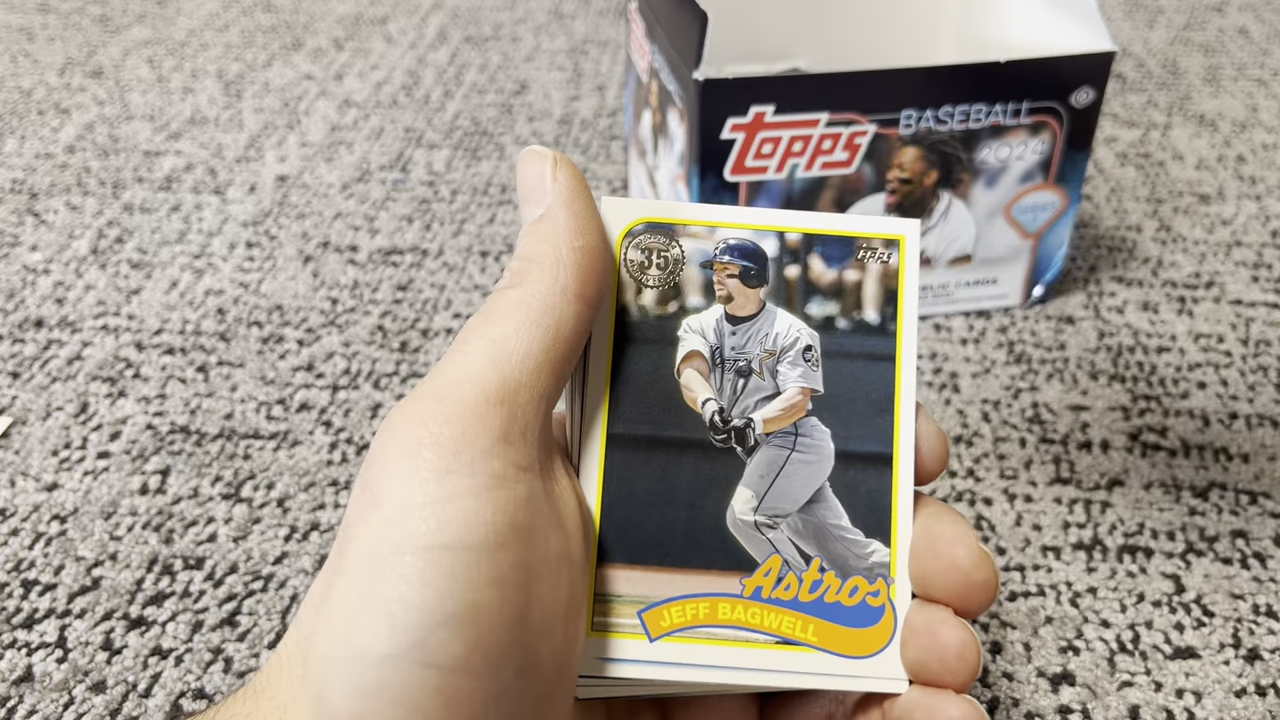 Topps
BASEBALL
2024
35
ANNIVERSARY
Topps
Astros
JEFF BAGWELL